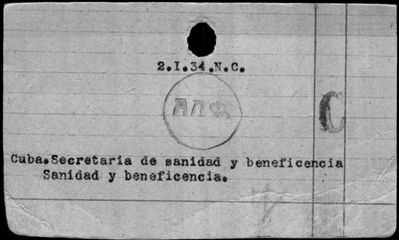 2.I.34.N.C.
C
Cuba.Secretaria de sanidad y beneficencia
Sanidad y beneficencia.